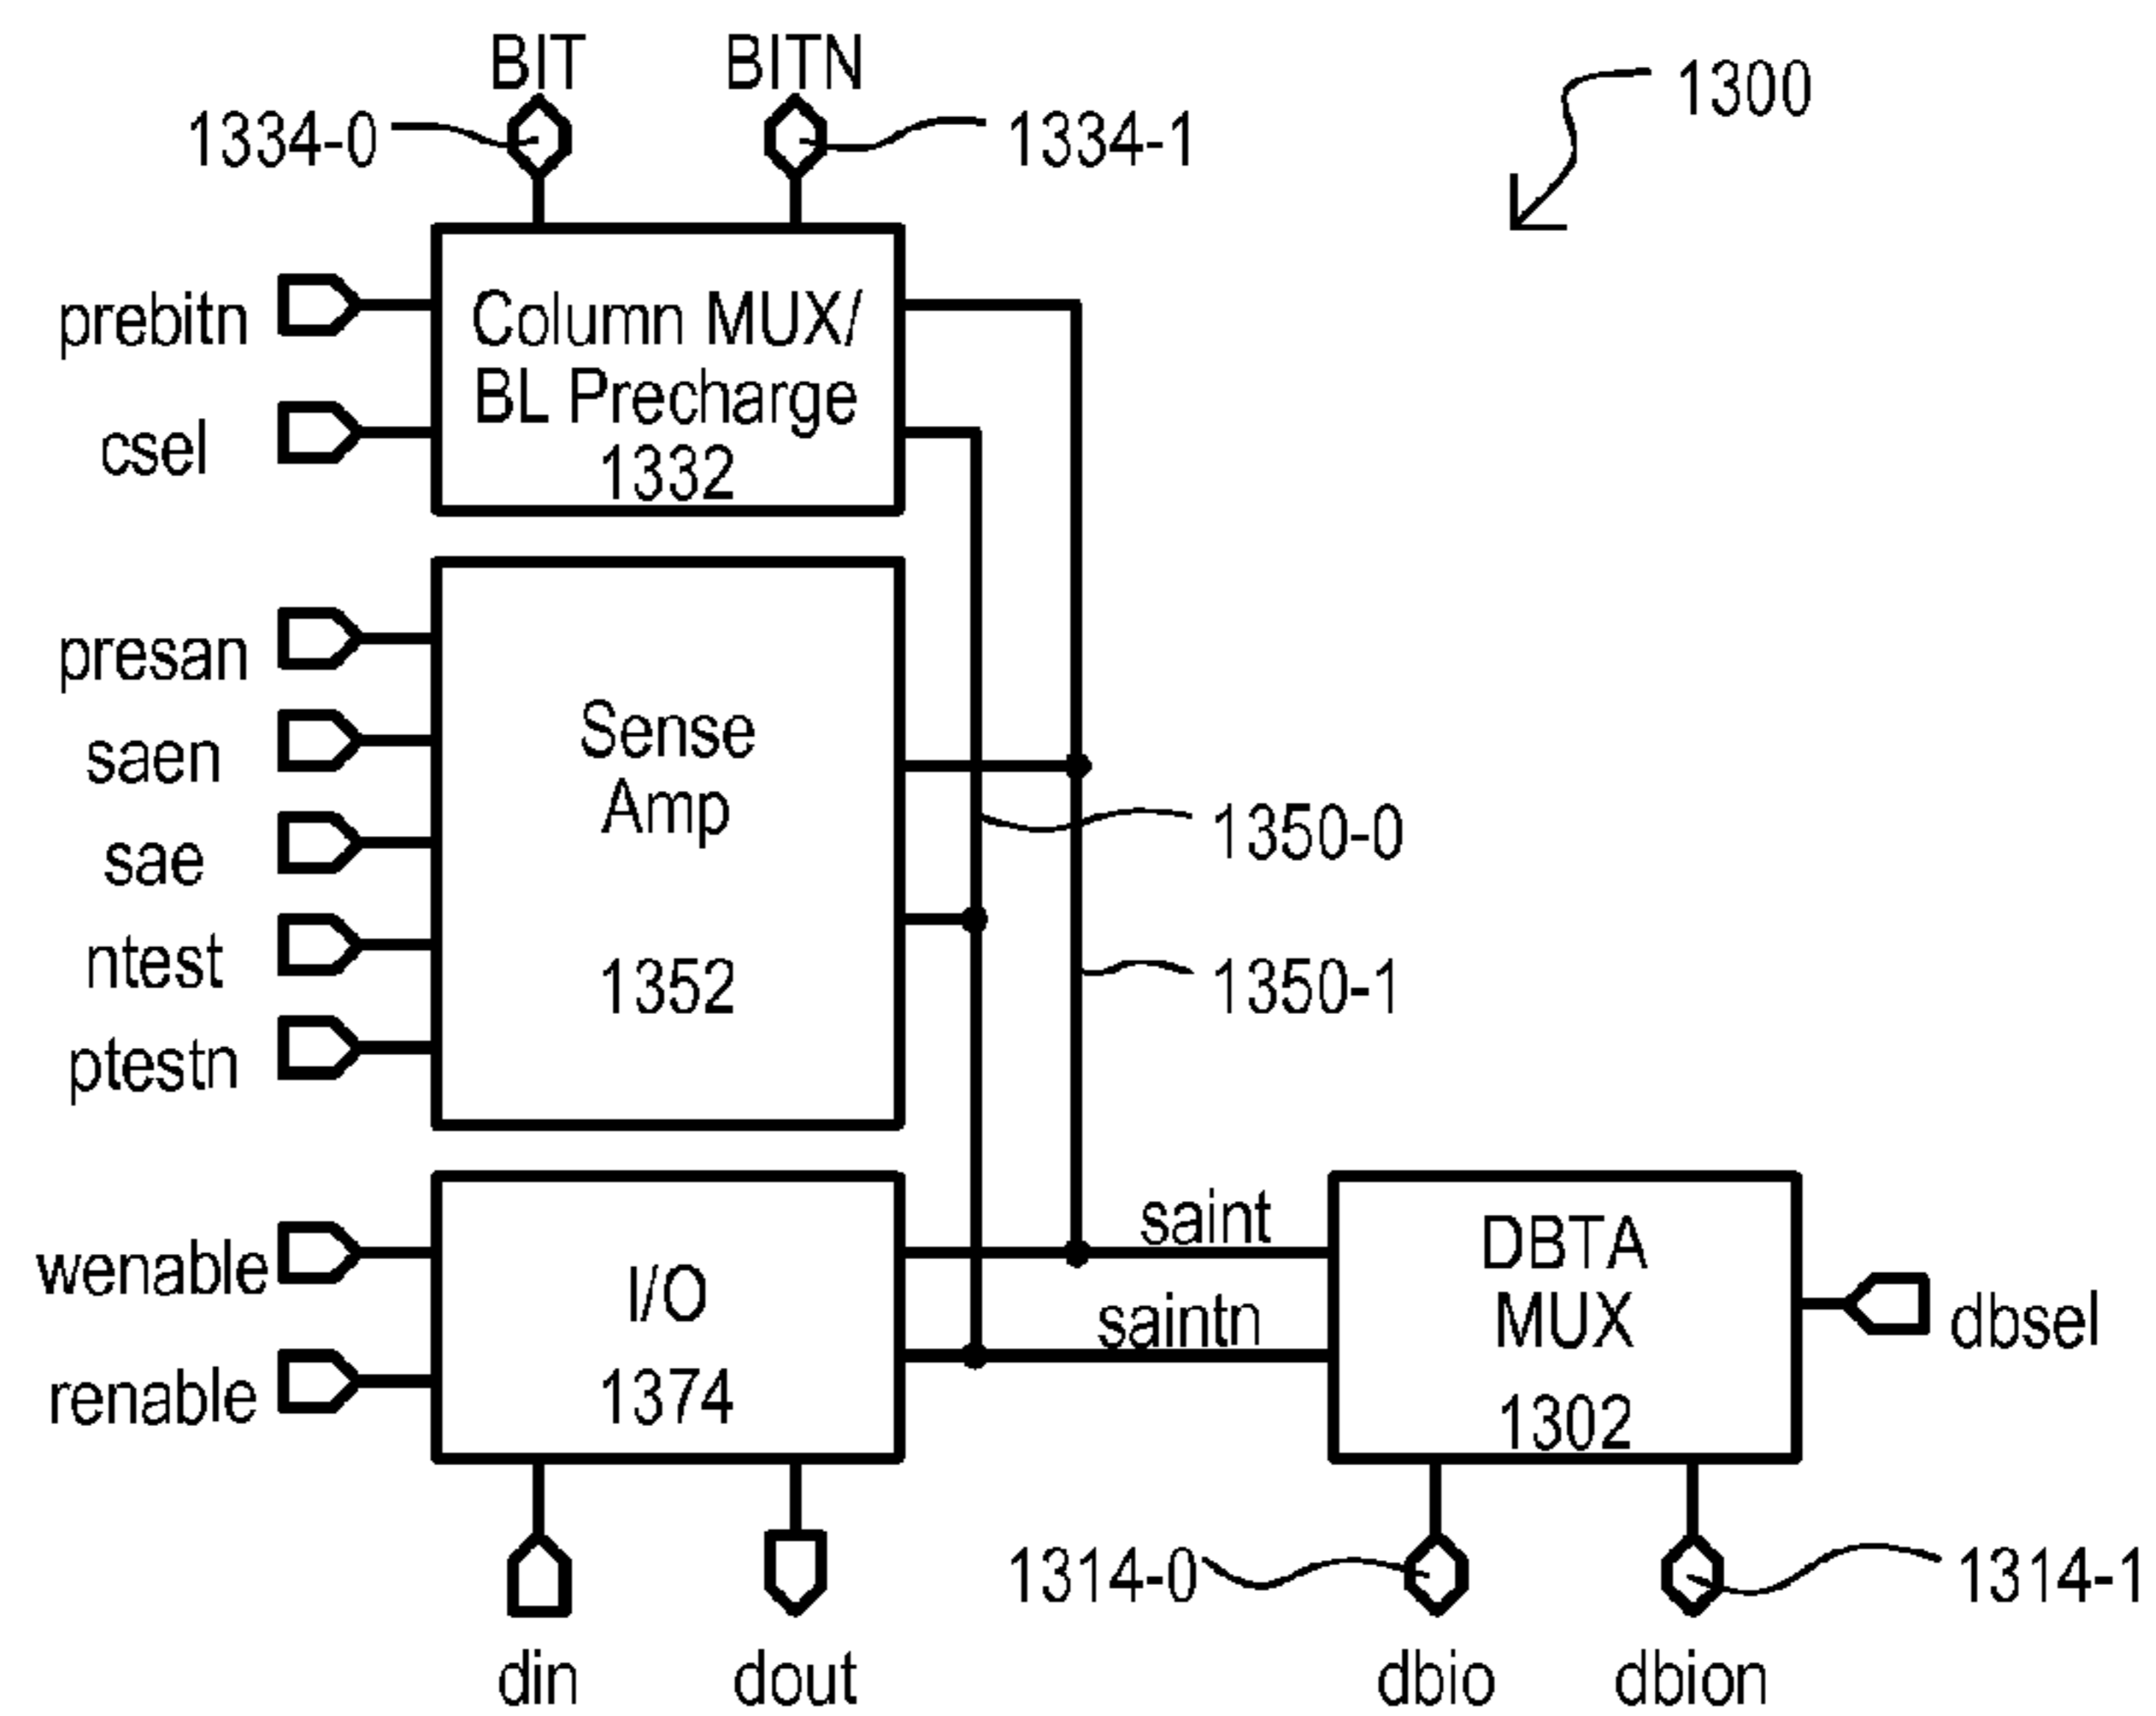 BIT BITN
1334-0 1334-1 1300
prebitn Column MUX/
BL Precharge
csel 1332
presan
saen Sense
Amp
sae 1350-0
ntest 1352 1350-1
ptestn
saint DBTA
wenable I/O MUX
saintn dbsel
renable 1374 1302
1314-0 1314-1
din dout dbio dbion